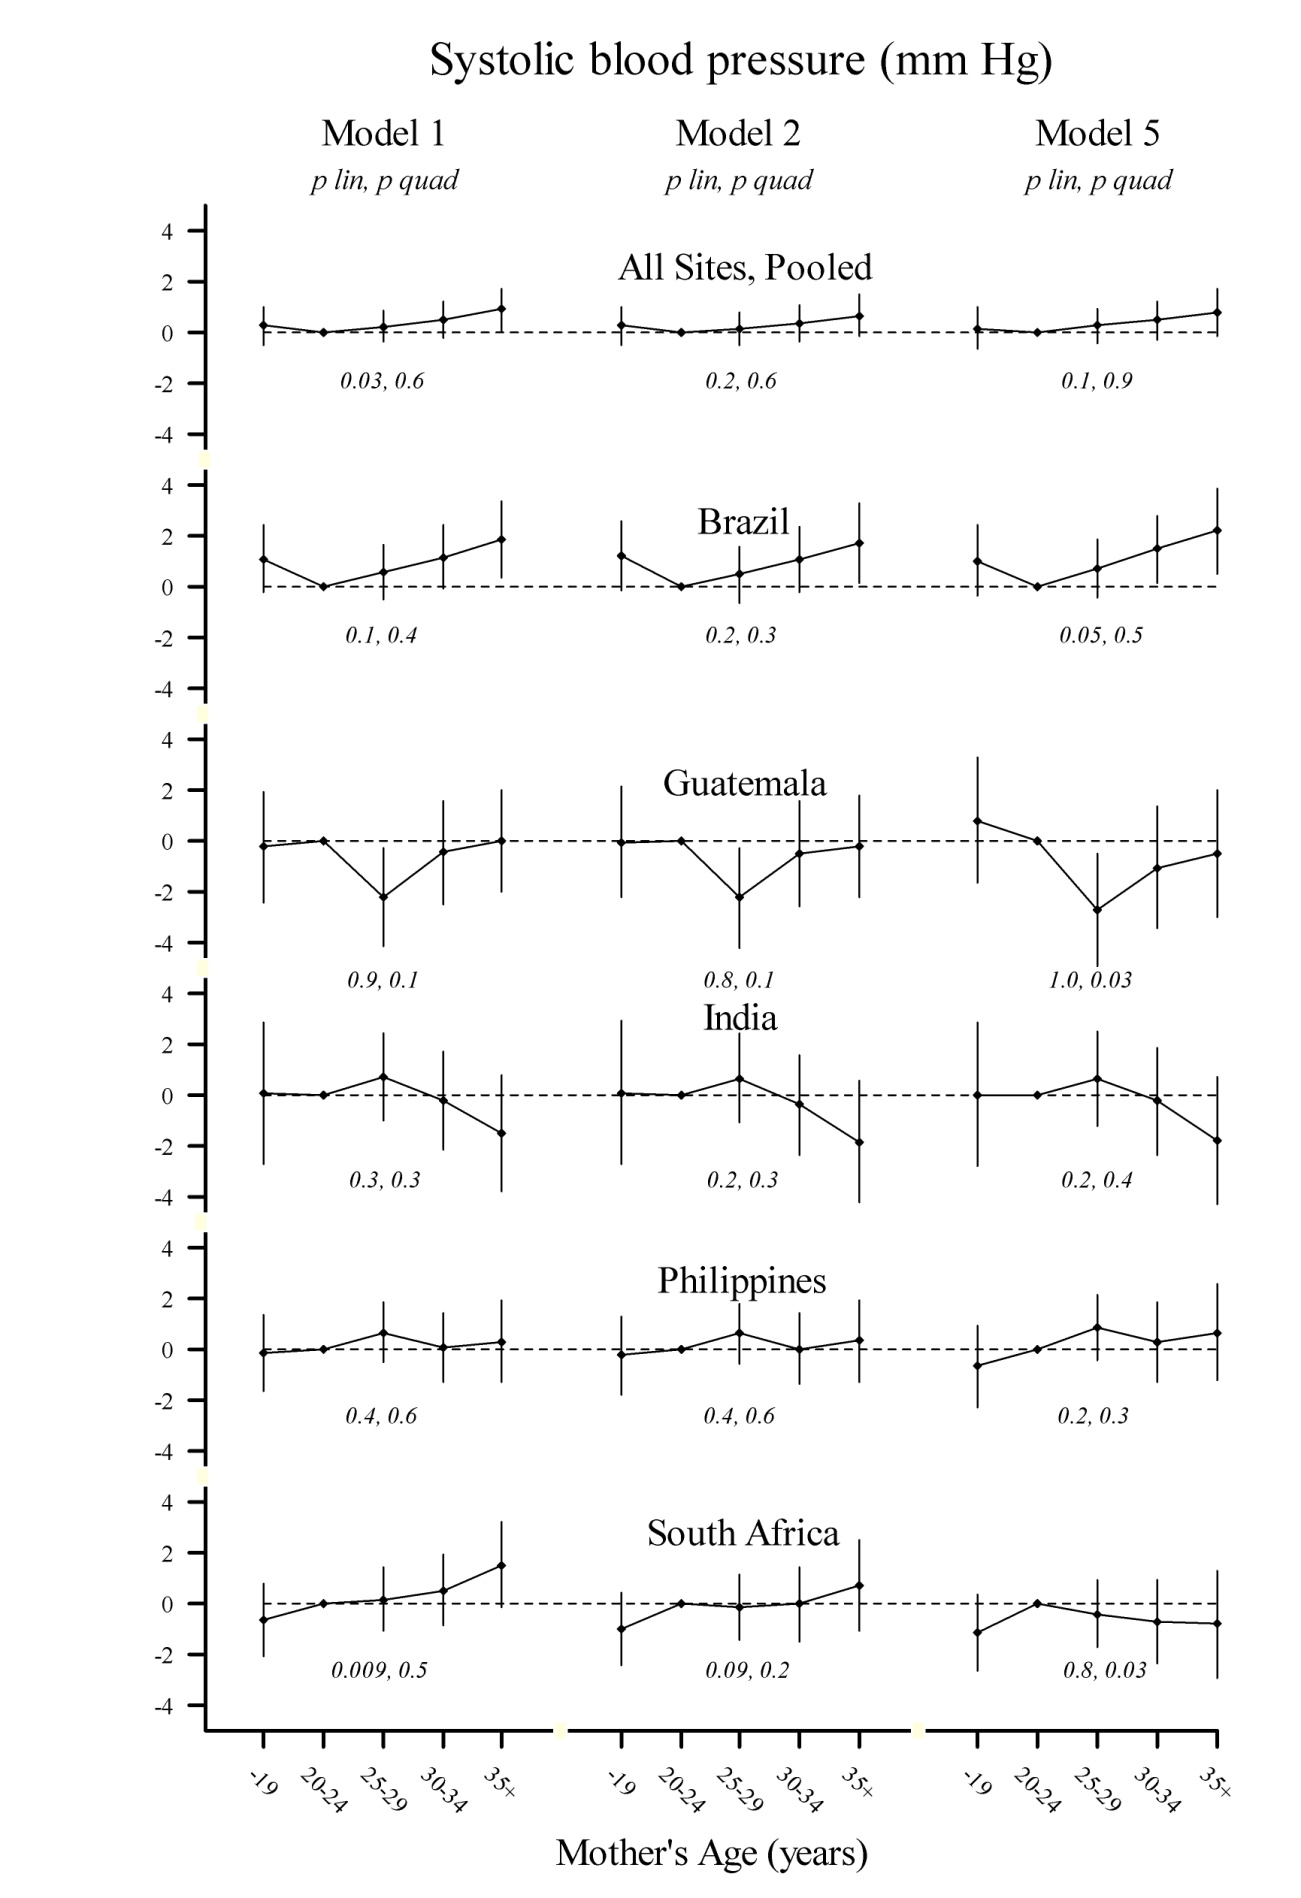 Systolic blood pressure (mm Hg)
Model 1 Model 2 Model 5
p lin, p quad p lin, p quad p lin, p quad
4
All Sites, Pooled
2
0
0.03, 0.6 0.2, 0.6 0.1, 0.9
-2
-4
4
Brazil
2
0
0.1, 0.4 0.2, 0.3 0.05, 0.5
-2
-4
4
Guatemala
2
0
-2
-4
0.9, 0.1 0.8, 0.1 1.0, 0.03
4
India
2
0
-2
0.3, 0.3 0.2, 0.3 0.2, 0.4
-4
4
Philippines
2
0
-2
0.4, 0.6 0.4, 0.6 0.2, 0.3
-4
4
South Africa
2
0
-2
0.009, 0.5 0.09, 0.2 0.8, 0.03
-4
-19 20-24 25-29 30-34 35+ -19 20-24 25-29 30-34 35+ -19 20-24 25-29 30-34 35+
Mother's Age (years)